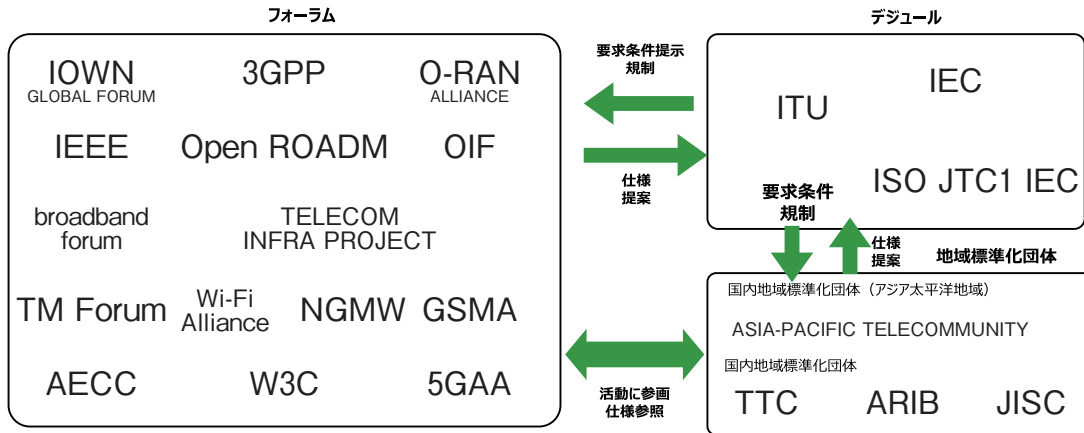 フォーラム
IOWN
GLOBAL FORUM
3GPP
O-RAN
ALLIANCE
IEEE
Open ROADM
OIF
broadband
forum
TELECOM
INFRA PROJECT
TM Forum
Wi-Fi
Alliance
NGMW
GSMA
AECC
W3C
5GAA
要求条件提示
規制
仕様
提案
活動に参画
仕様参照
デジュール
ITU
IEC
ISO JTC1 IEC
要求条件
規制
仕様
提案
地域標準化団体
国内地域標準化団体（アジア太平洋地域）
ASIA-PACIFIC TELECOMMUNITY
国内地域標準化団体
TTC
ARIB
JISC